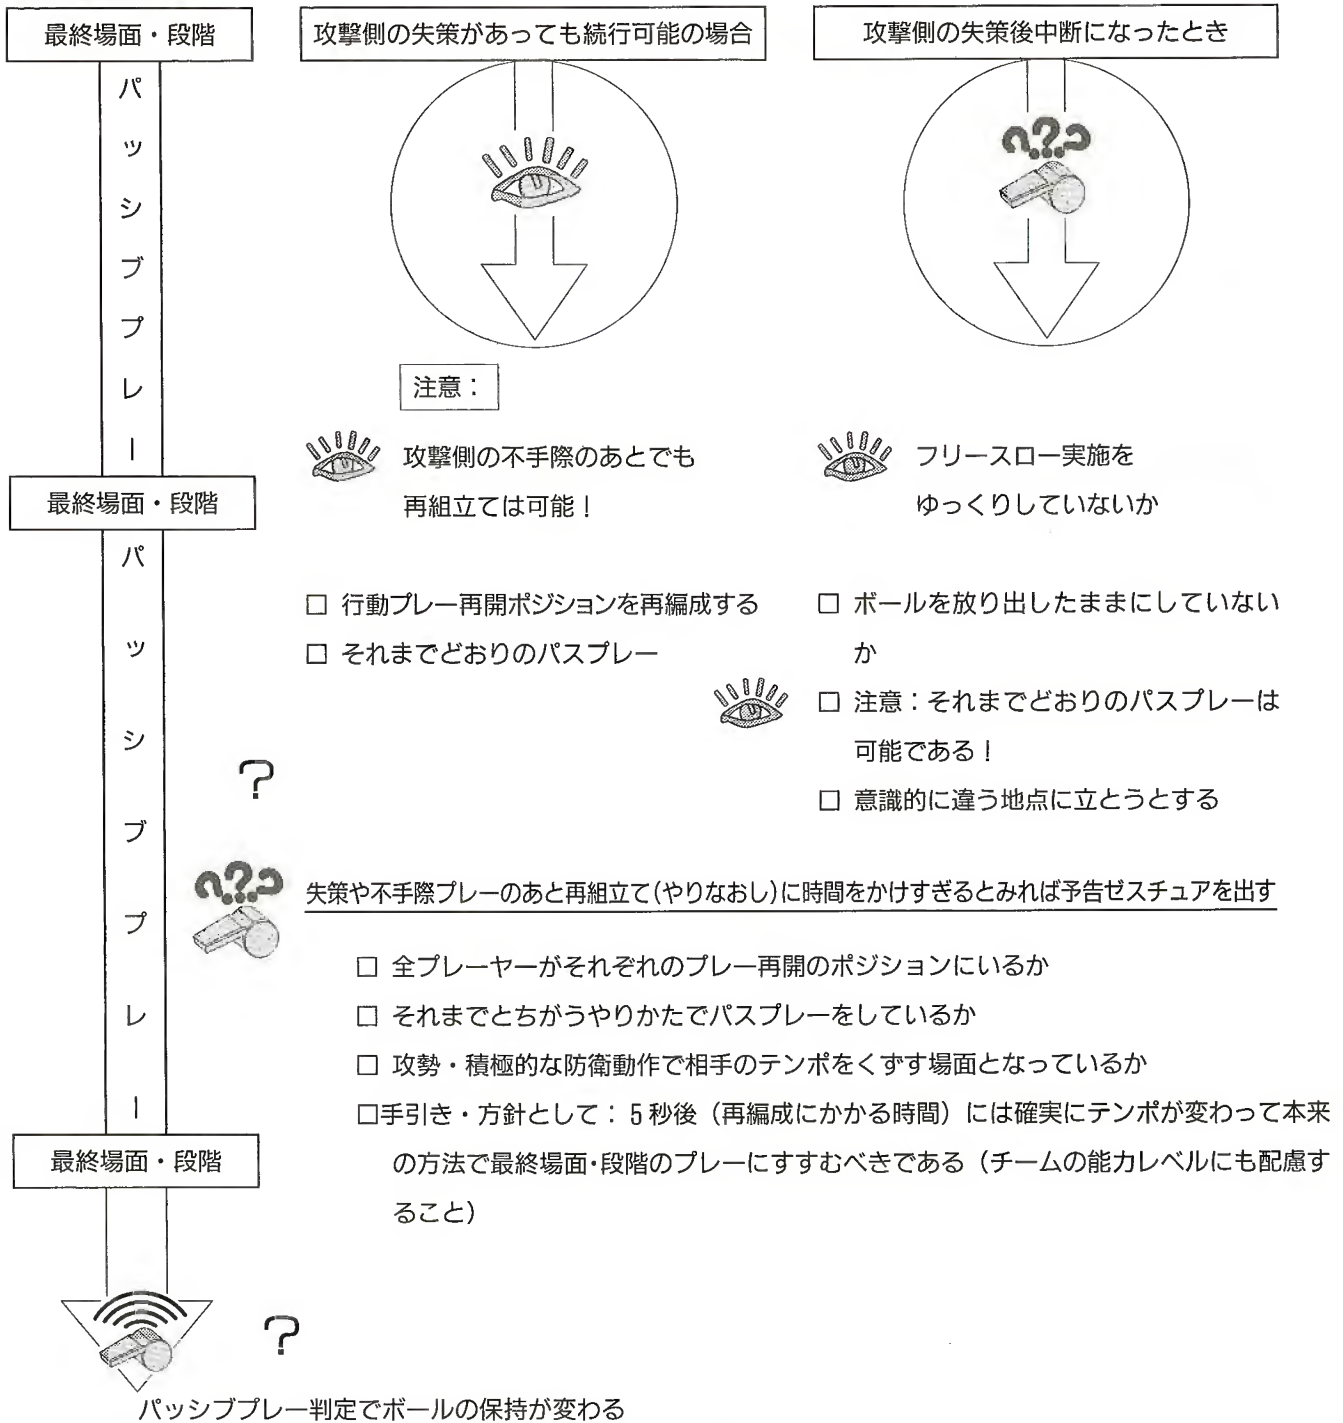 最終場面・段階
攻撃側の失策があっても続行可能の場合
攻撃側の失策後中断になったとき
パッシブプレー
注意：
攻撃側の不手際のあとでも
再組立ては可能！
フリースロー実施を
ゆっくりしていないか
最終場面・段階
パッシブプレー
□ 行動プレー再開ポジションを再編成する
□ それまでどおりのパスプレー
□ ボールを放り出したままにしていない
か
□ 注意：それまでどおりのパスプレーは
可能である！
□ 意識的に違う地点に立とうとする
?
???
失策や不手際プレーのあと再組立て(やりなおし)に時間をかけすぎるとみれば予告ゼスチュアを出す
□ 全プレーヤーがそれぞれのプレー再開のポジションにいるか
□ それまでとちがうやりかたでパスプレーをしているか
□ 攻勢・積極的な防衛動作で相手のテンポをくずす場面となっているか
□手引き・方針として：５秒後（再編成にかかる時間）には確実にテンポが変わって本来
の方法で最終場面・段階のプレーにすすむべきである（チームの能力レベルにも配慮す
ること）
最終場面・段階
?
パッシブプレー判定でボールの保持が変わる